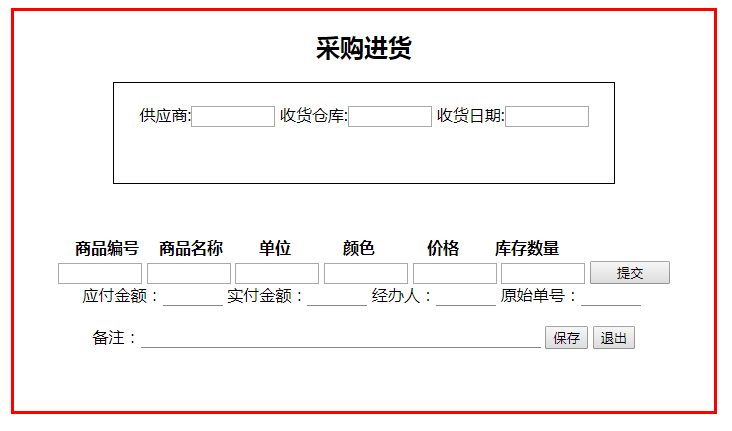 采购进货
供应商: 收货仓库: 收货日期:
商品编号 商品名称 单位 颜色 价格 库存数量
提交
应付金额： 实付金额： 经办人： 原始单号：
备注： 保存 退出